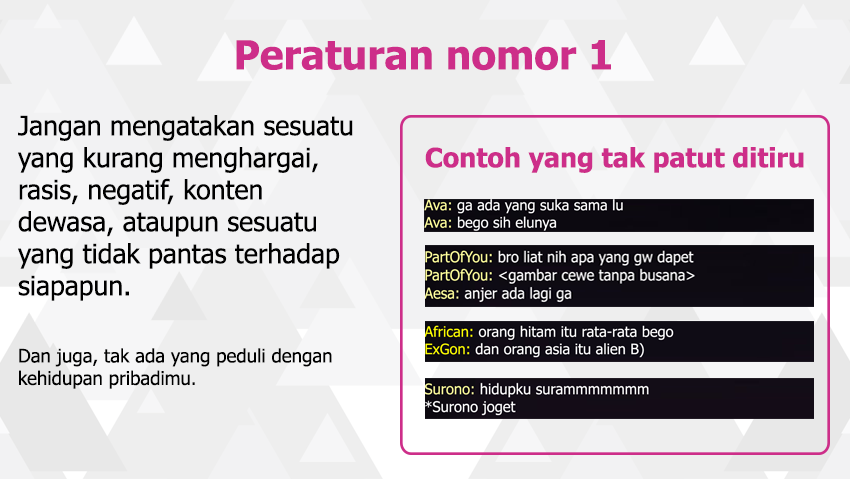 Peraturan nomor 1
Jangan mengatakan sesuatu
yang kurang menghargai,
rasis, negatif, konten
dewasa, ataupun sesuatu
yang tidak pantas terhadap
siapapun.
Dan juga, tak ada yang peduli dengan
kehidupan pribadimu.
Contoh yang tak patut ditiru
Ava: ga ada yang suka sama lu
Ava: bego sih elunya
PartOfYou: bro liat nih apa yang gw dapet
PartOfYou: <gambar cewe tanpa busana>
Aesa: anjer ada lagi ga
African: orang hitam itu rata-rata bego
ExGon: dan orang asia itu alien B)
Surono: hidupku surammmmmmm
*Surono joget